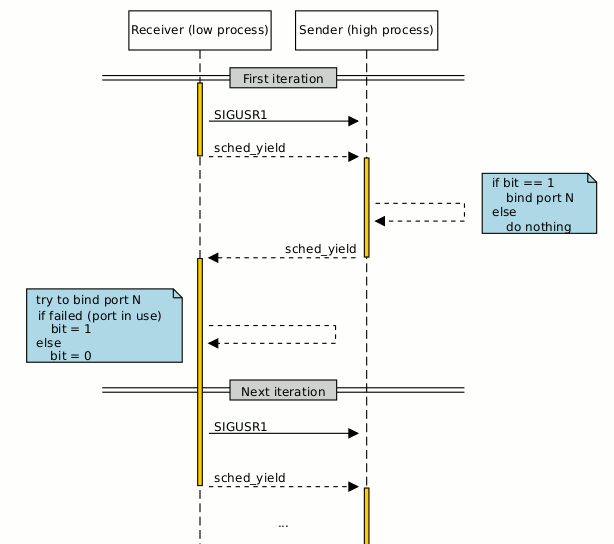 Receiver (low process)
Sender (high process)
First iteration
SIGUSR1
sched_yield
if bit == 1
bind port N
else
do nothing
sched_yield
try to bind port N
if failed (port in use)
bit = 1
else
bit = 0
Next iteration
SIGUSR1
sched_yield
...